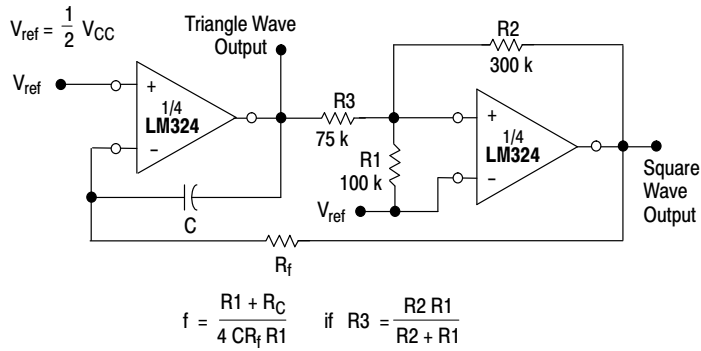 V_ref = 1/2 V_CC
Triangle Wave
Output
R2
300 k
V_ref
+
1/4
LM324
−
R3
75 k
+
1/4
LM324
−
R1
100 k
V_ref
Square
Wave
Output
C
R_f
f = (R1 + R_C)/(4 CR_f R1) if R3 = (R2 R1)/(R2 + R1)